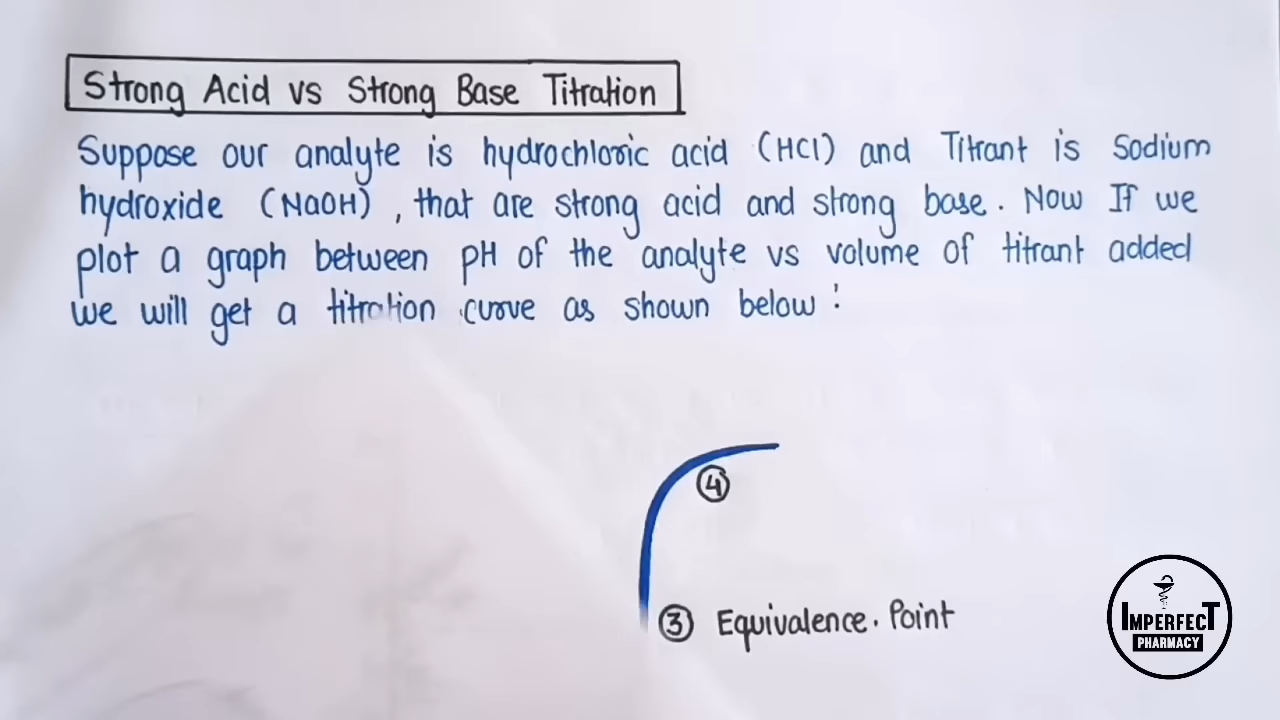 Strong Acid vs Strong Base Titration
Suppose our analyte is hydrochloric acid (HCl) and Titrant is Sodium
hydroxide (NaOH), that are strong acid and strong base. Now If we
plot a graph between pH of the analyte vs volume of titrant added
we will get a titration curve as shown below :
4
3 Equivalence. Point
IMPERFECT
PHARMACY